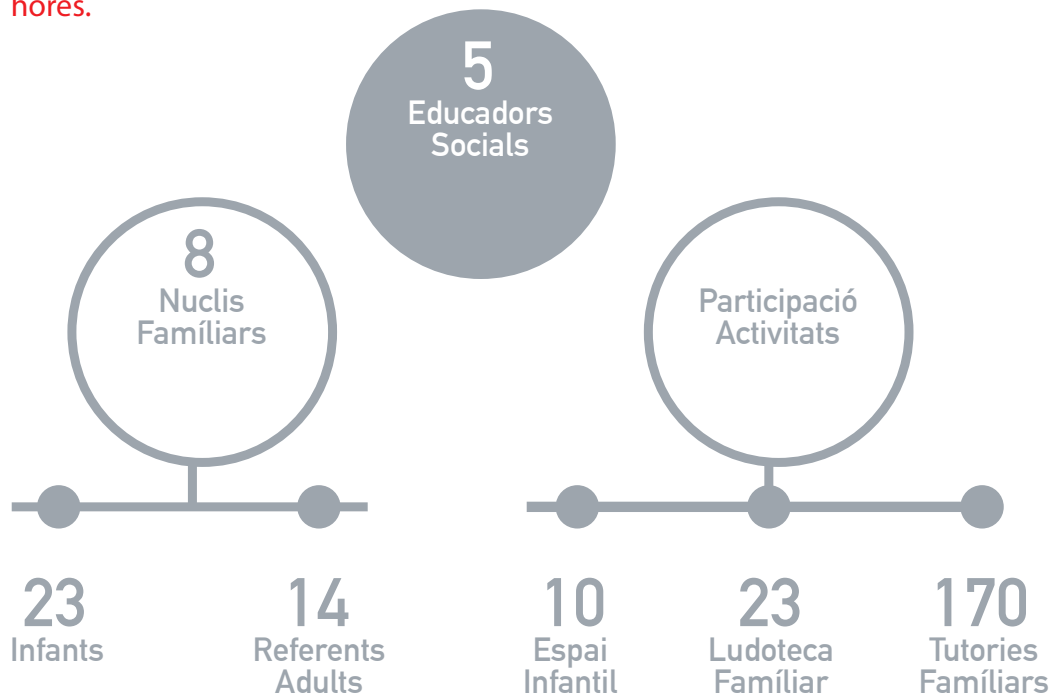 hores.
5
Educadors
Socials
8
Nuclis
Famíliars
Participació
Activitats
23
Infants
14
Referents
Adults
10
Espai
Infantil
23
Ludoteca
Famíliar
170
Tutories
Famíliars